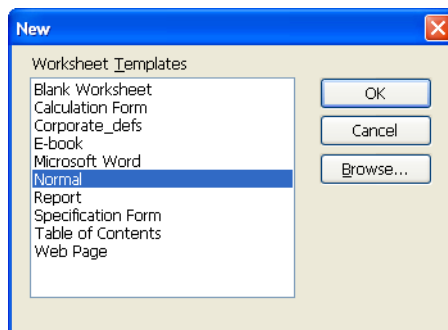 New
Worksheet Templates
Blank Worksheet
Calculation Form
Corporate_defs
E-book
Microsoft Word
Normal
Report
Specification Form
Table of Contents
Web Page
OK
Cancel
Browse...